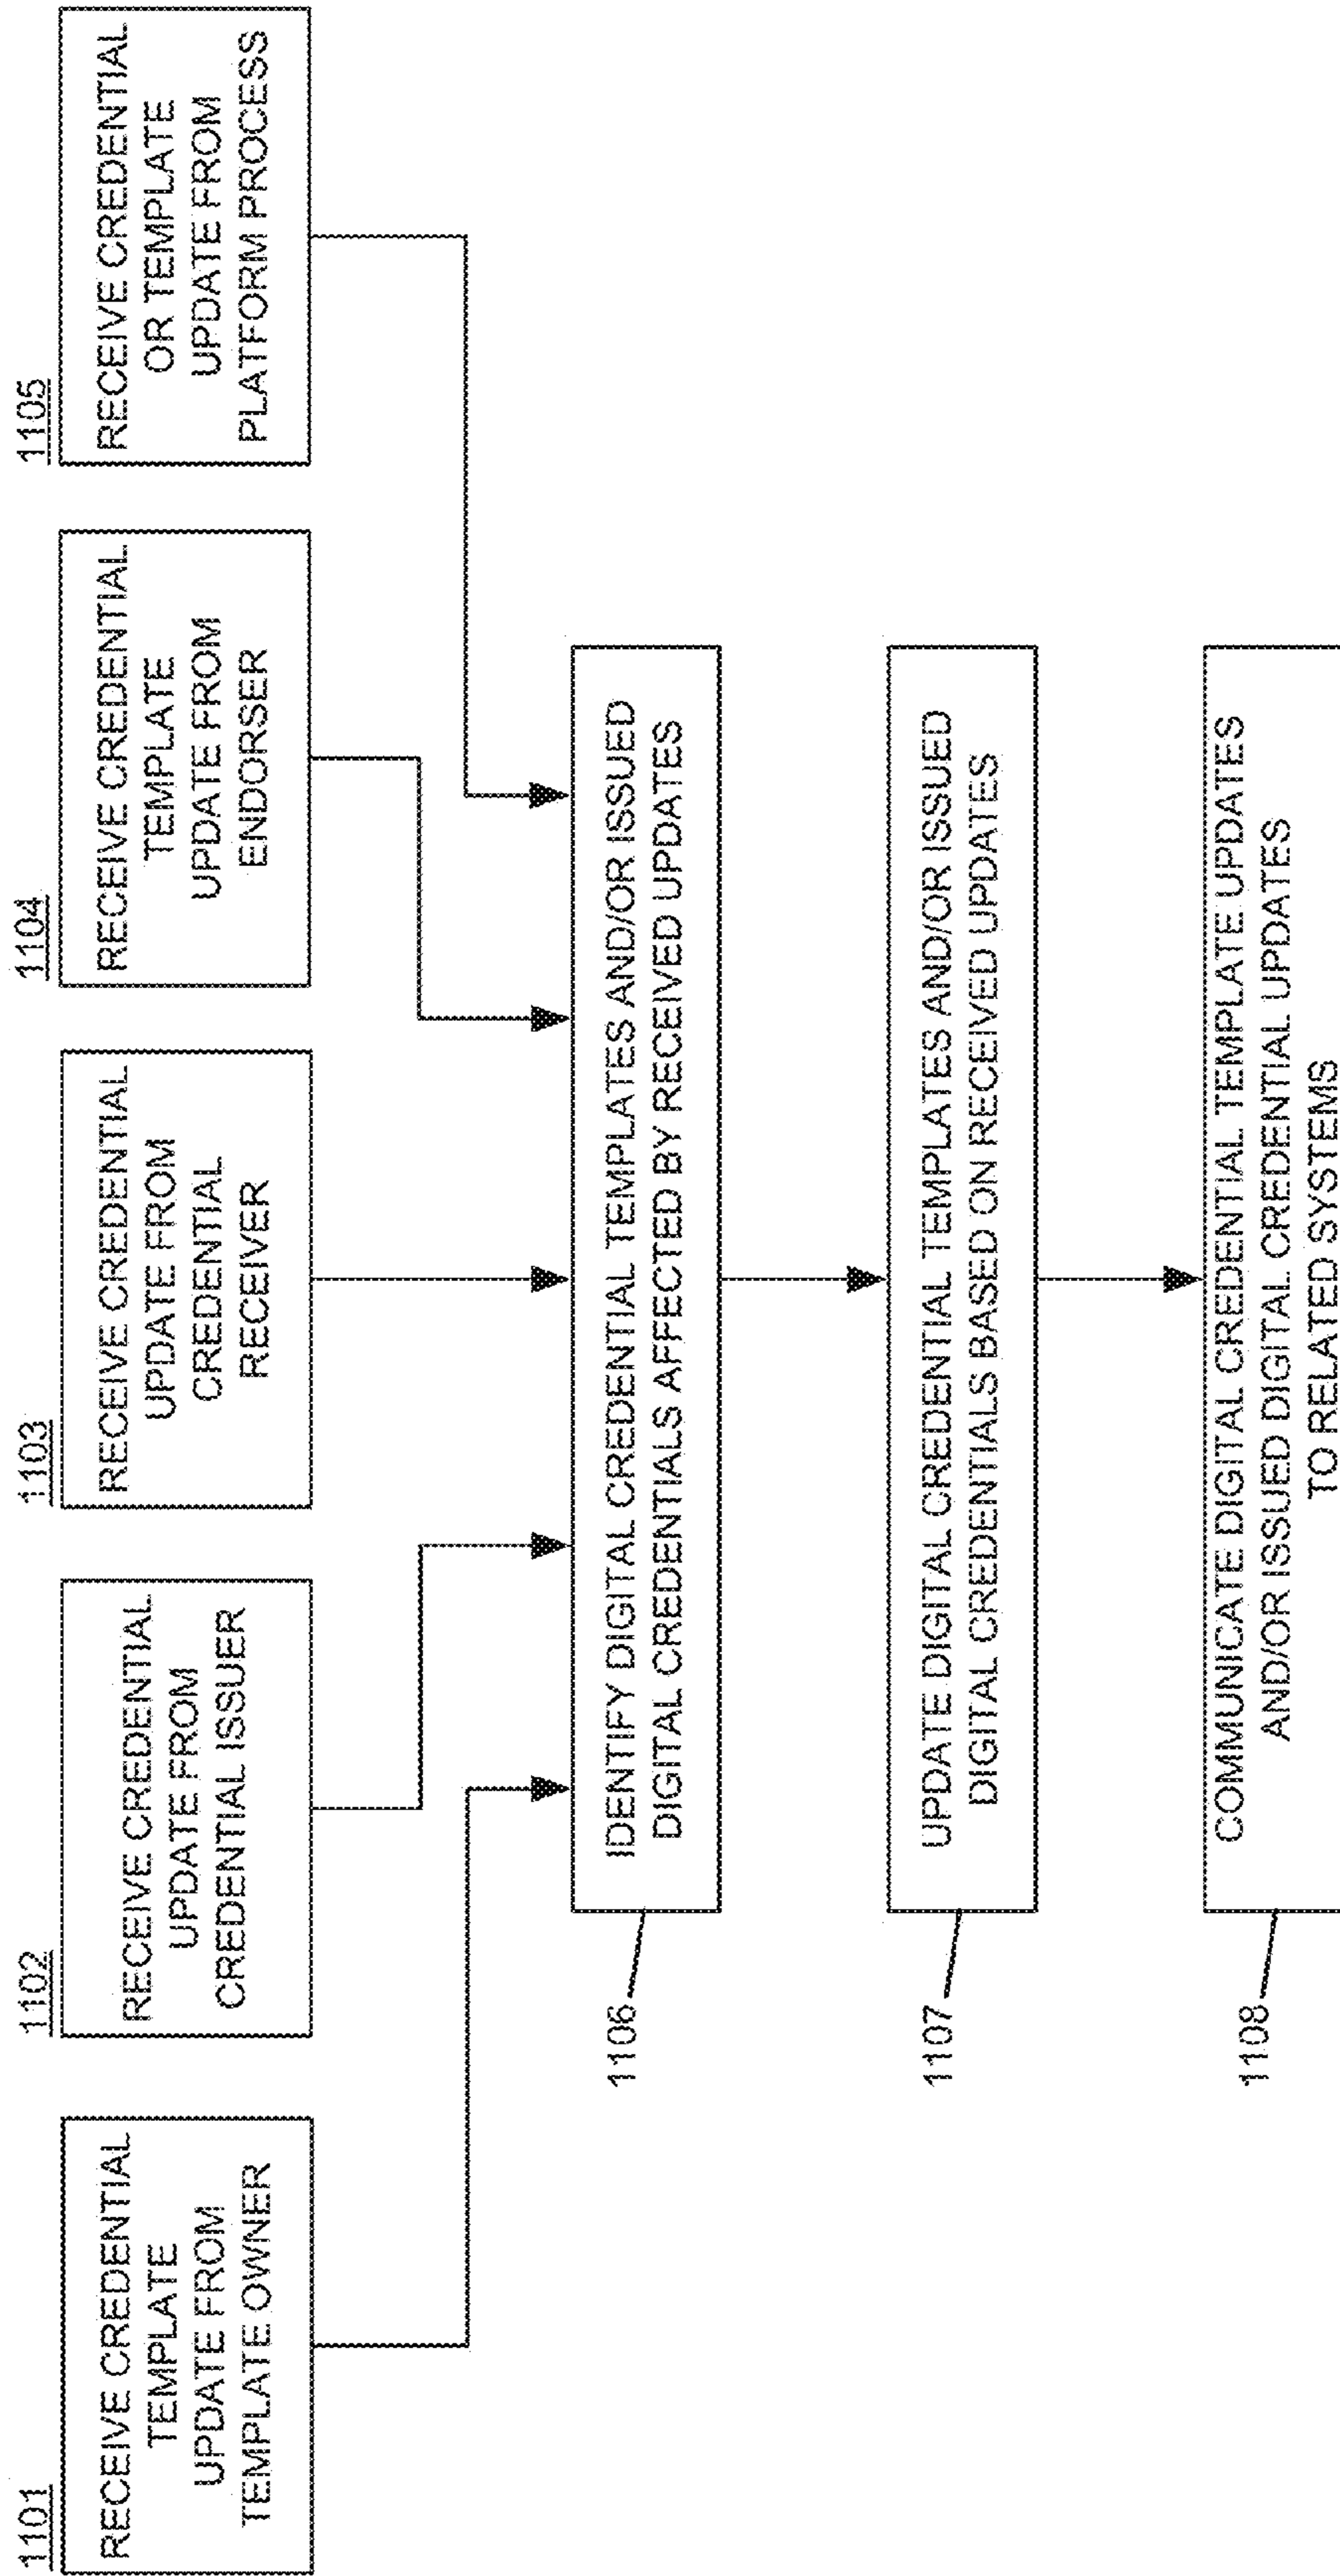 1101
RECEIVE CREDENTIAL
TEMPLATE
UPDATE FROM
TEMPLATE OWNER
1102
RECEIVE CREDENTIAL
UPDATE FROM
CREDENTIAL ISSUER
1103
RECEIVE CREDENTIAL
UPDATE FROM
CREDENTIAL
RECEIVER
1104
RECEIVE CREDENTIAL
TEMPLATE
UPDATE FROM
ENDORSER
1105
RECEIVE CREDENTIAL
OR TEMPLATE
UPDATE FROM
PLATFORM PROCESS
1106
IDENTIFY DIGITAL CREDENTIAL TEMPLATES AND/OR ISSUED
DIGITAL CREDENTIALS AFFECTED BY RECEIVED UPDATES
1107
UPDATE DIGITAL CREDENTIAL TEMPLATES AND/OR ISSUED
DIGITAL CREDENTIALS BASED ON RECEIVED UPDATES
1108
COMMUNICATE DIGITAL CREDENTIAL TEMPLATE UPDATES
AND/OR ISSUED DIGITAL CREDENTIAL UPDATES
TO RELATED SYSTEMS